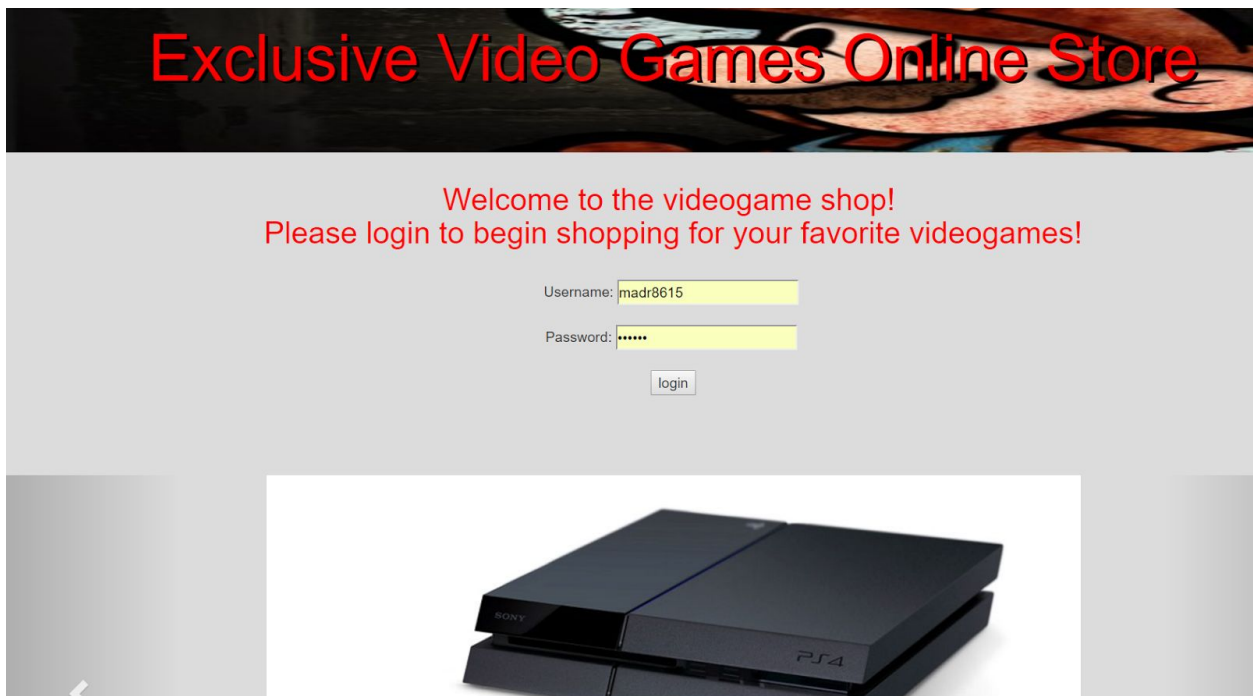 Exclusive Video Games Online Store
Welcome to the videogame shop!
Please login to begin shopping for your favorite videogames!
Username: madr8615
Password: ••••••
login
SONY
PS4